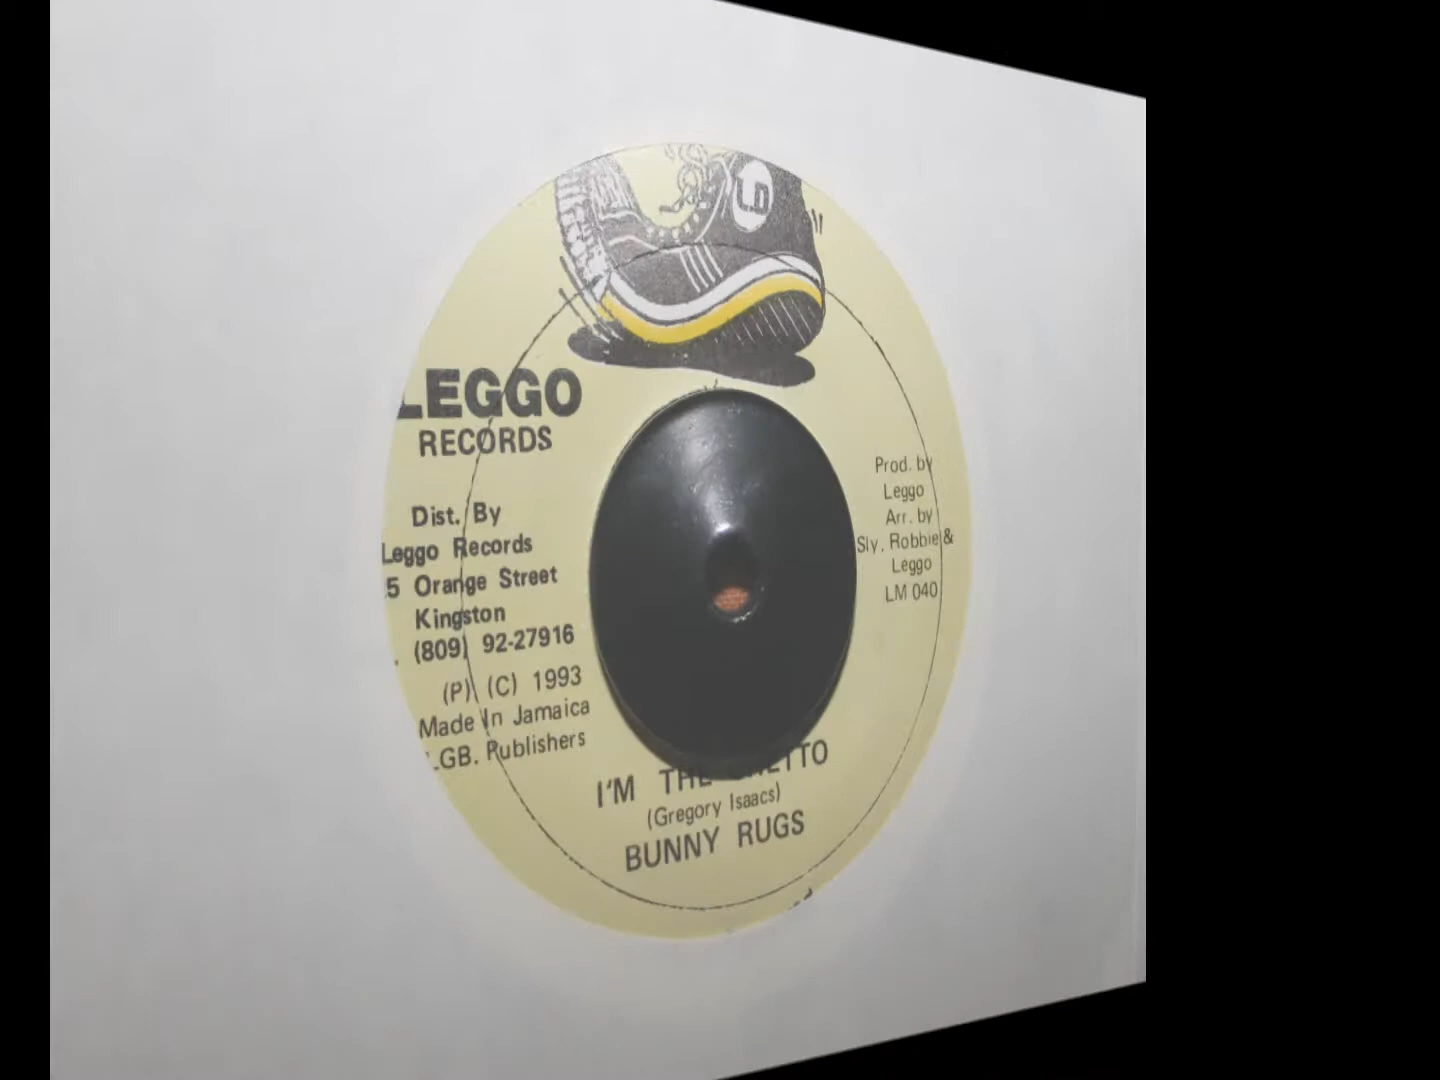 LEGGO
RECORDS
Dist. By
Leggo Records
5 Orange Street
Kingston
(809) 92-27916
(P) (C) 1993
Made In Jamaica
.GB. Publishers
Prod. by
Leggo
Arr. by
Sly, Robbie &
Leggo
LM 040
I'M THE GHETTO
(Gregory Isaacs)
BUNNY RUGS